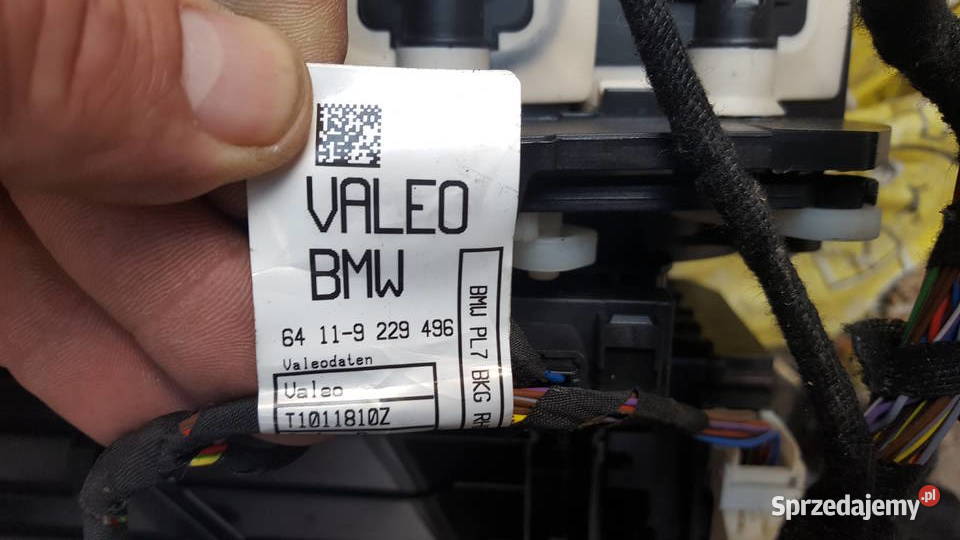 VALEO
BMW
64 11-9 229 496
Valeodaten
Valeo
T1011810Z
BMW PL7 BKG
Sprzedajemy.pl